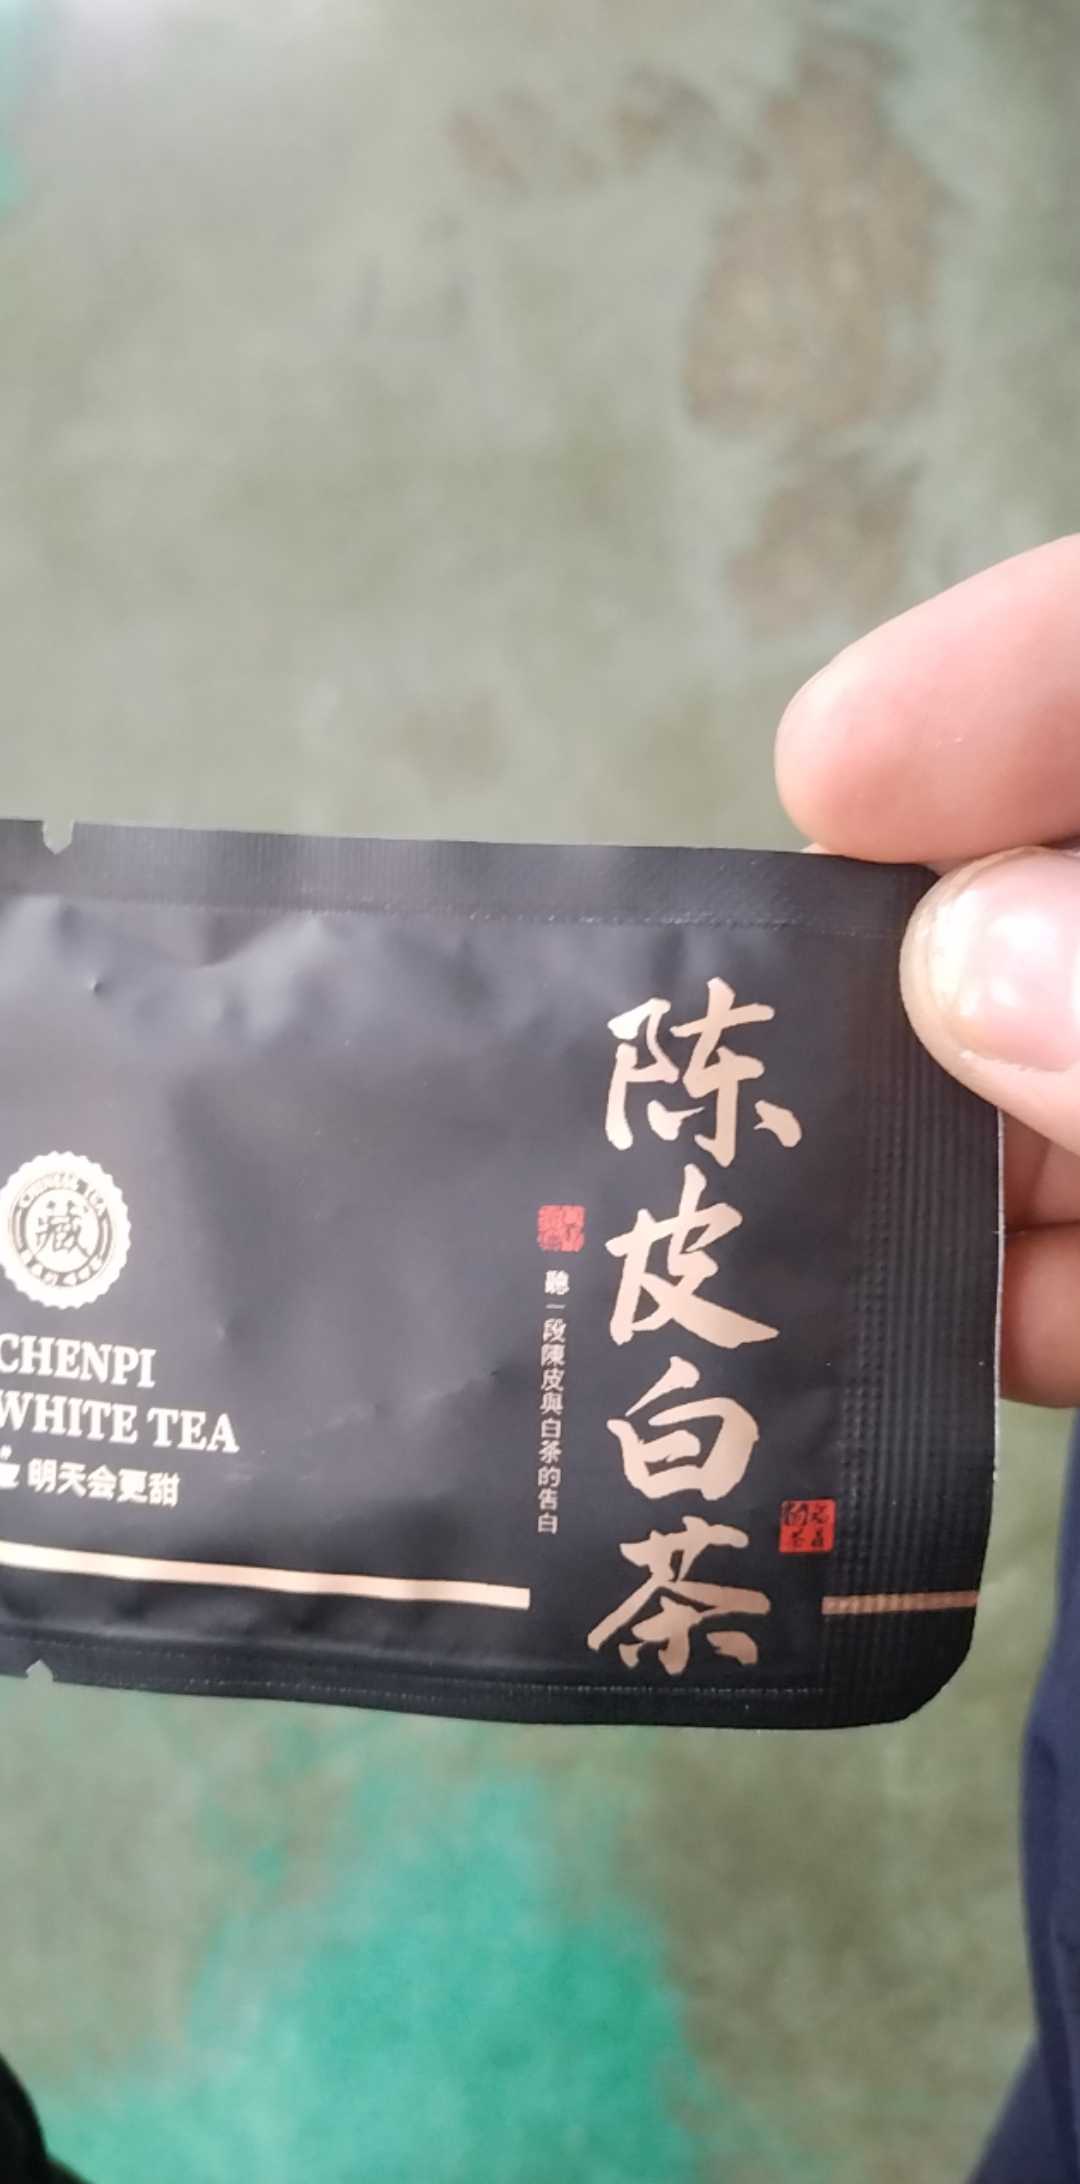 陈皮白茶
聽一段陳皮與白茶的告白
藏
CHENPI
WHITE TEA
明天会更甜